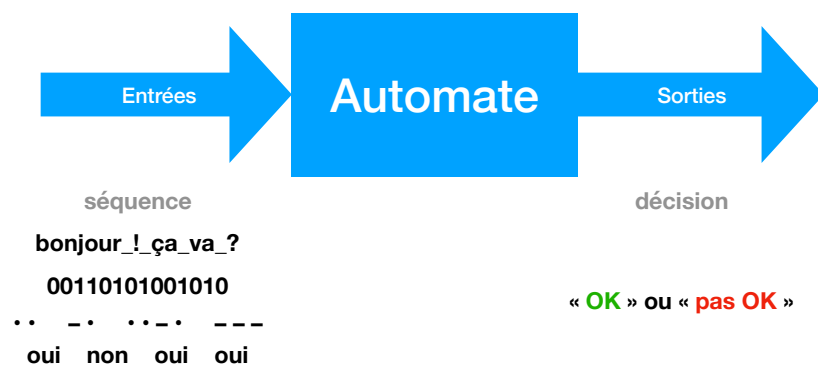 Entrées
Automate
Sorties
séquence
décision
bonjour_!_ça_va_?
00110101001010
« OK » ou « pas OK »
·· –· ··–· –––
oui non oui oui